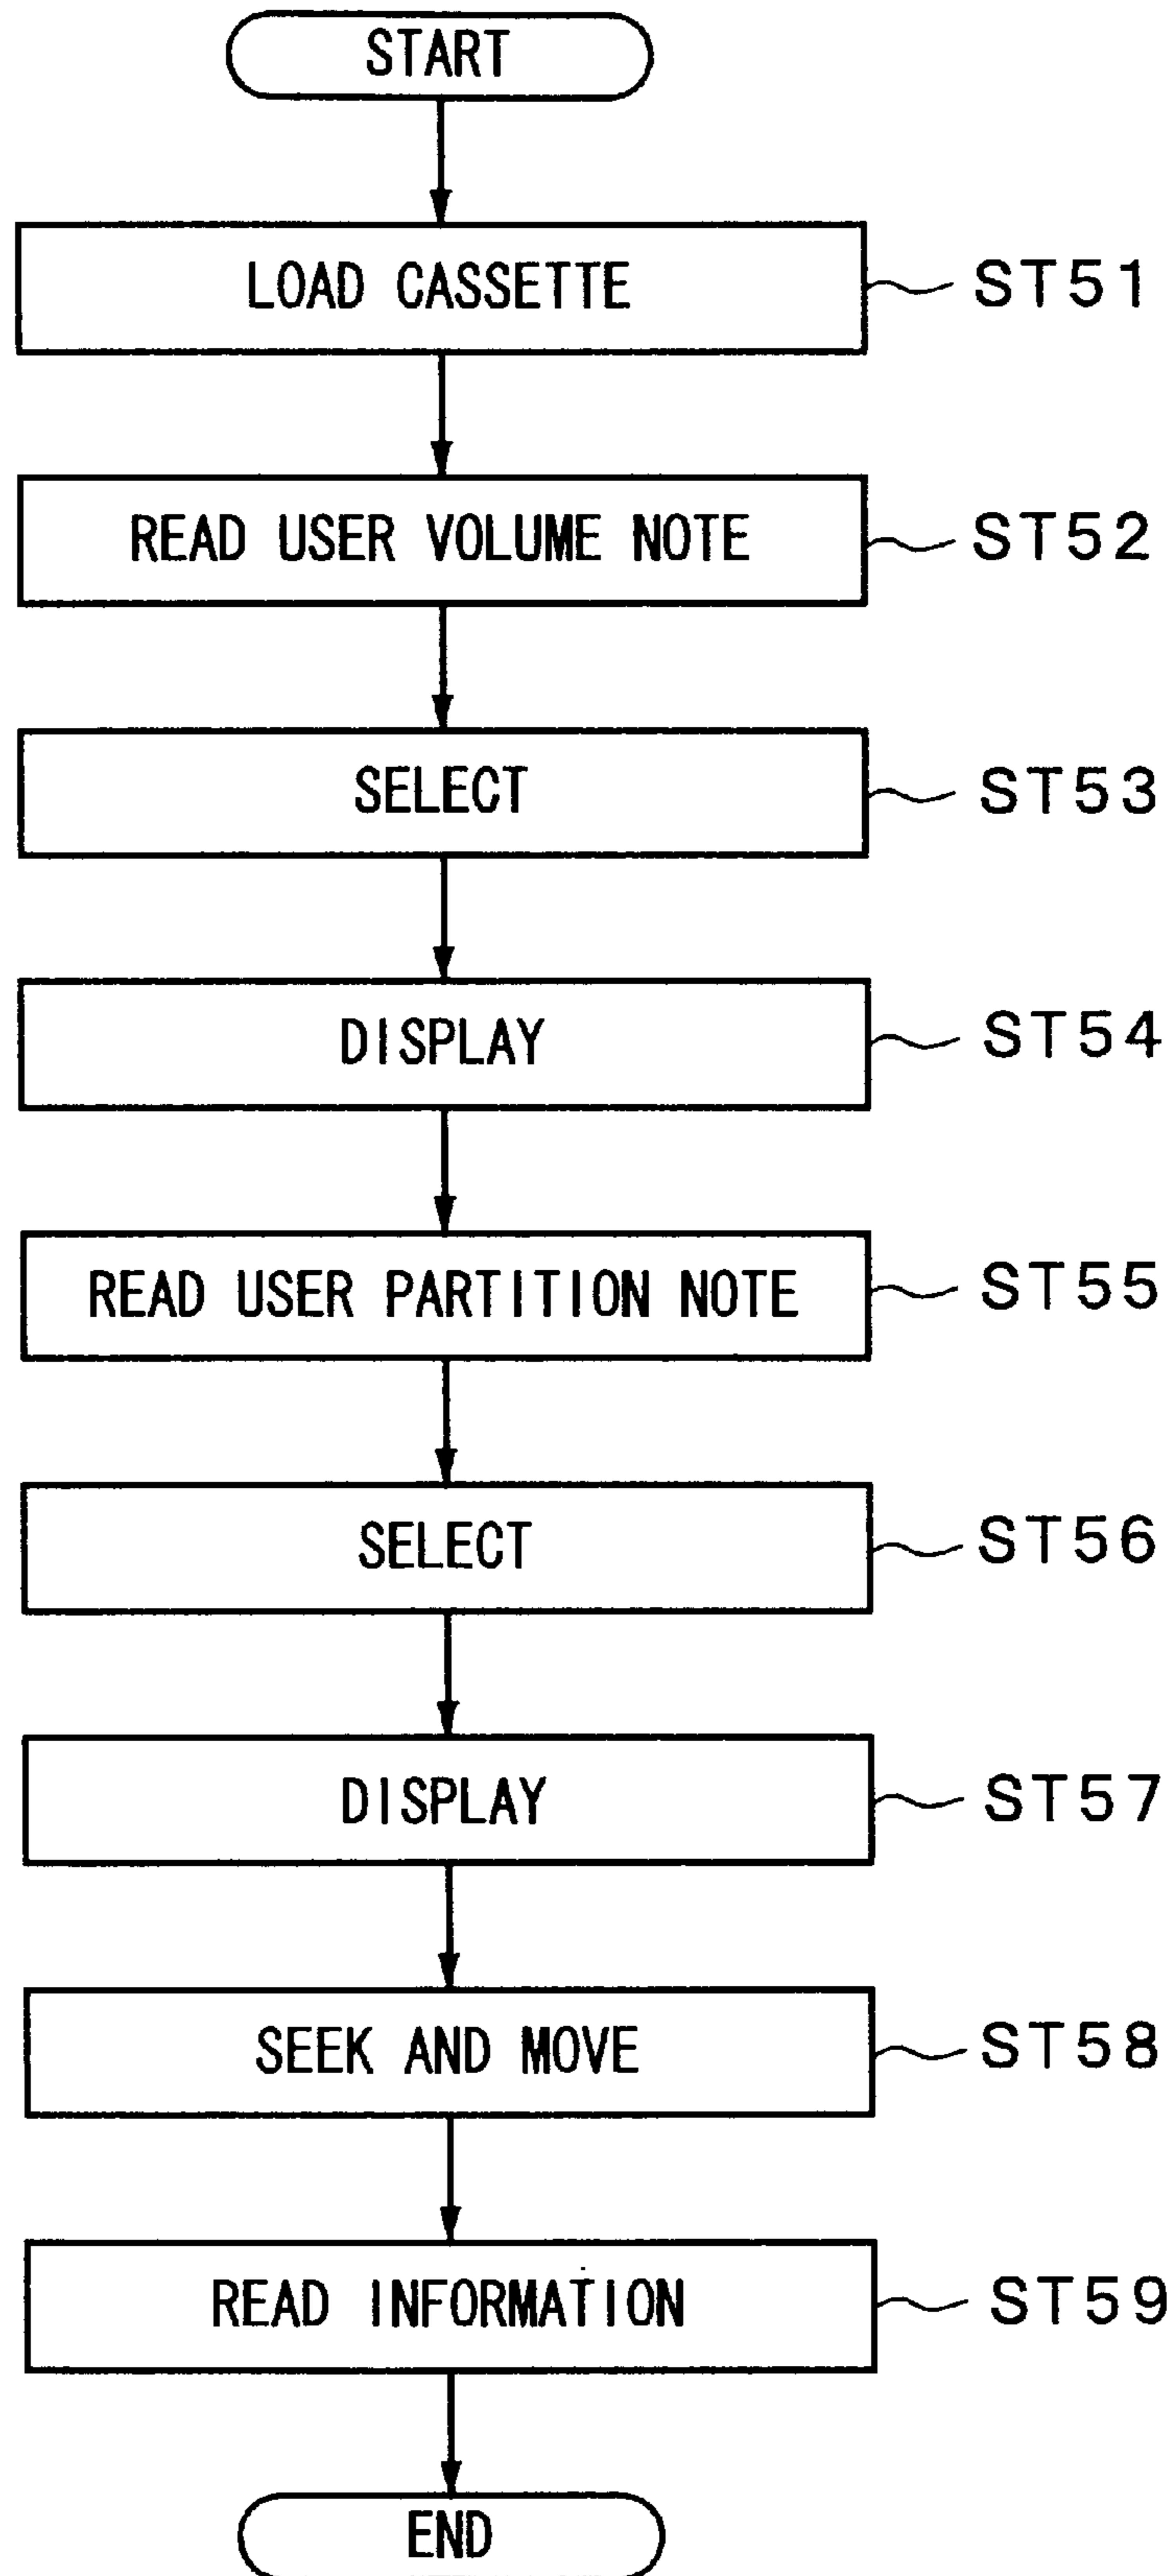 START
LOAD CASSETTE ST51
READ USER VOLUME NOTE ST52
SELECT ST53
DISPLAY ST54
READ USER PARTITION NOTE ST55
SELECT ST56
DISPLAY ST57
SEEK AND MOVE ST58
READ INFORMATION ST59
END